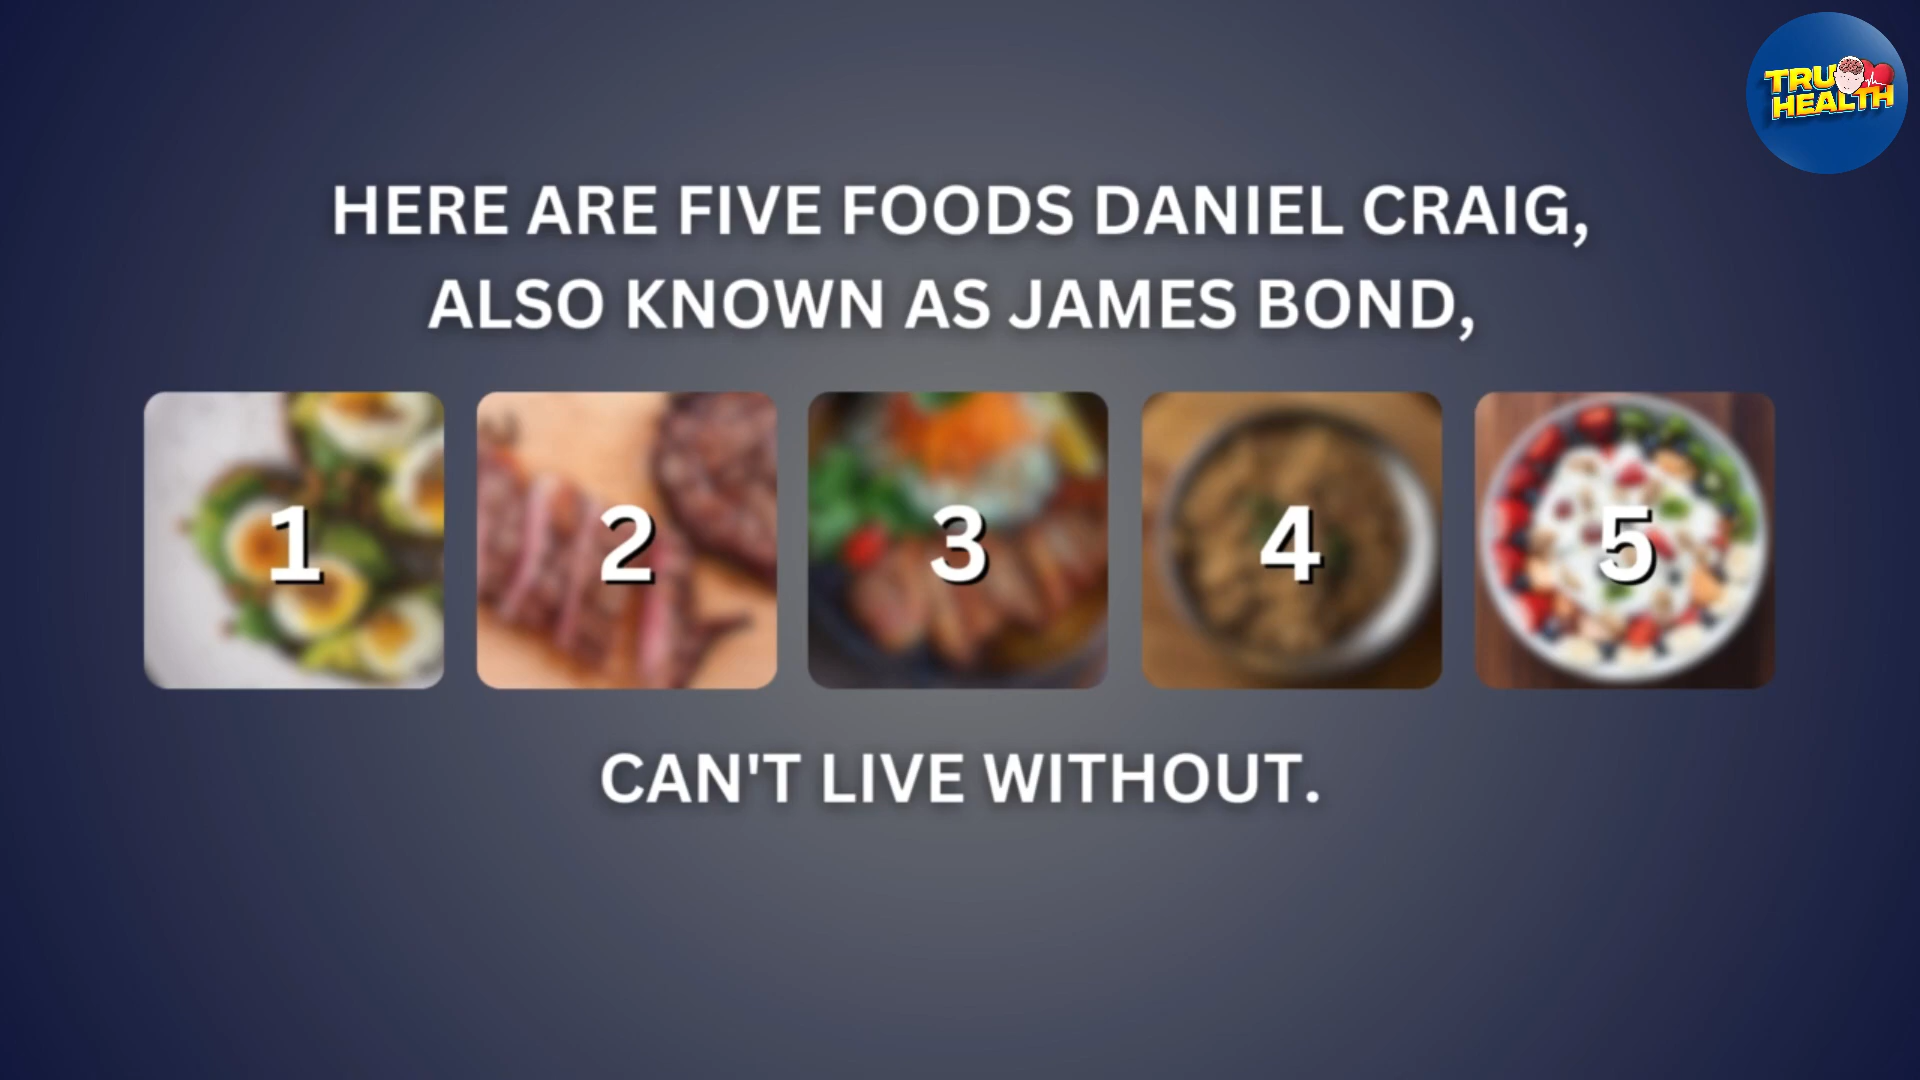 TRU
HEALTH
HERE ARE FIVE FOODS DANIEL CRAIG,
ALSO KNOWN AS JAMES BOND,
1 2 3 4 5
CAN'T LIVE WITHOUT.